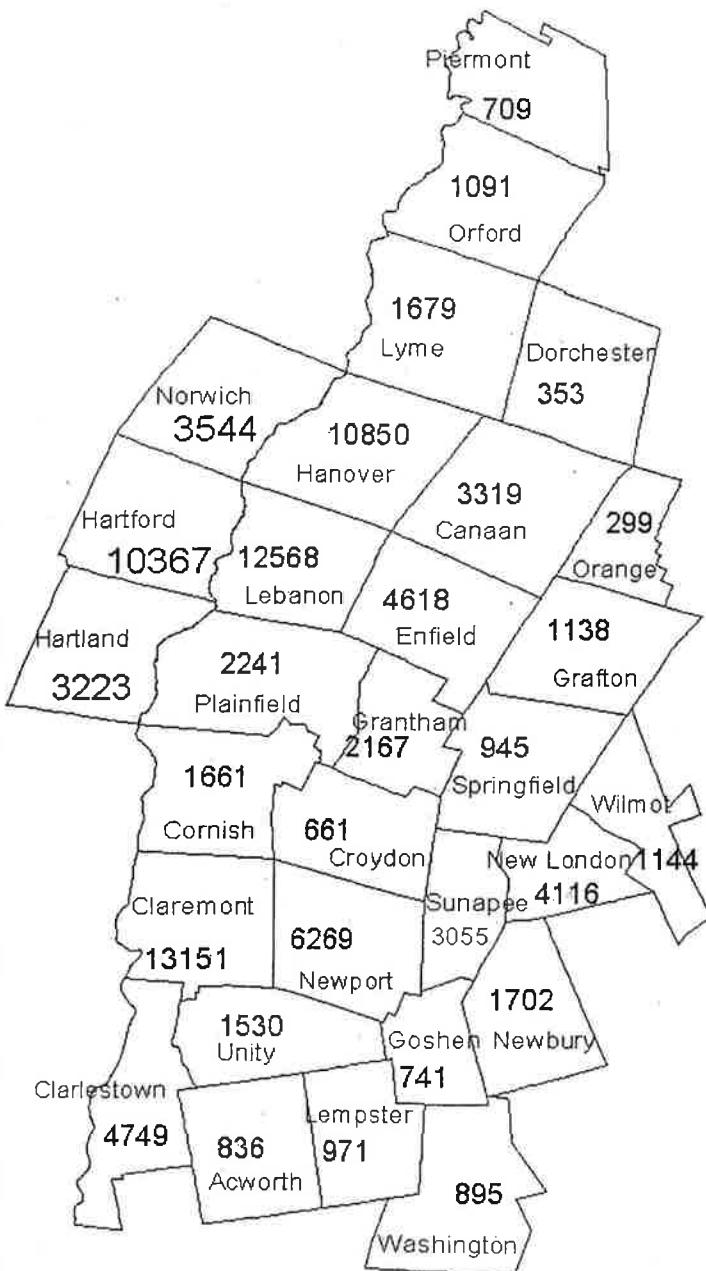 Piermont
709
1091
Orford
1679
Lyme
Dorchester
353
Norwich
3544
10850
Hanover
3319
Canaan
299
Orange
Hartford
10367
12568
Lebanon
4618
Enfield
1138
Grafton
Hartland
3223
2241
Plainfield
Grantham
2167
945
Springfield
Wilmot
1144
1661
Cornish
661
Croydon
New London
4116
Sunapee
3055
Claremont
13151
6269
Newport
1702
Newbury
1530
Unity
Goshen
741
Clarlestown
4749
836
Acworth
Lempster
971
895
Washington